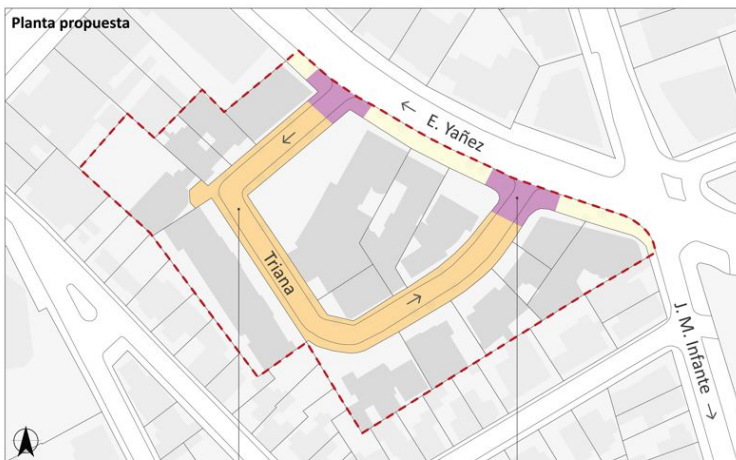 Planta propuesta
← E. Yañez
Triana
J. M. Infante →